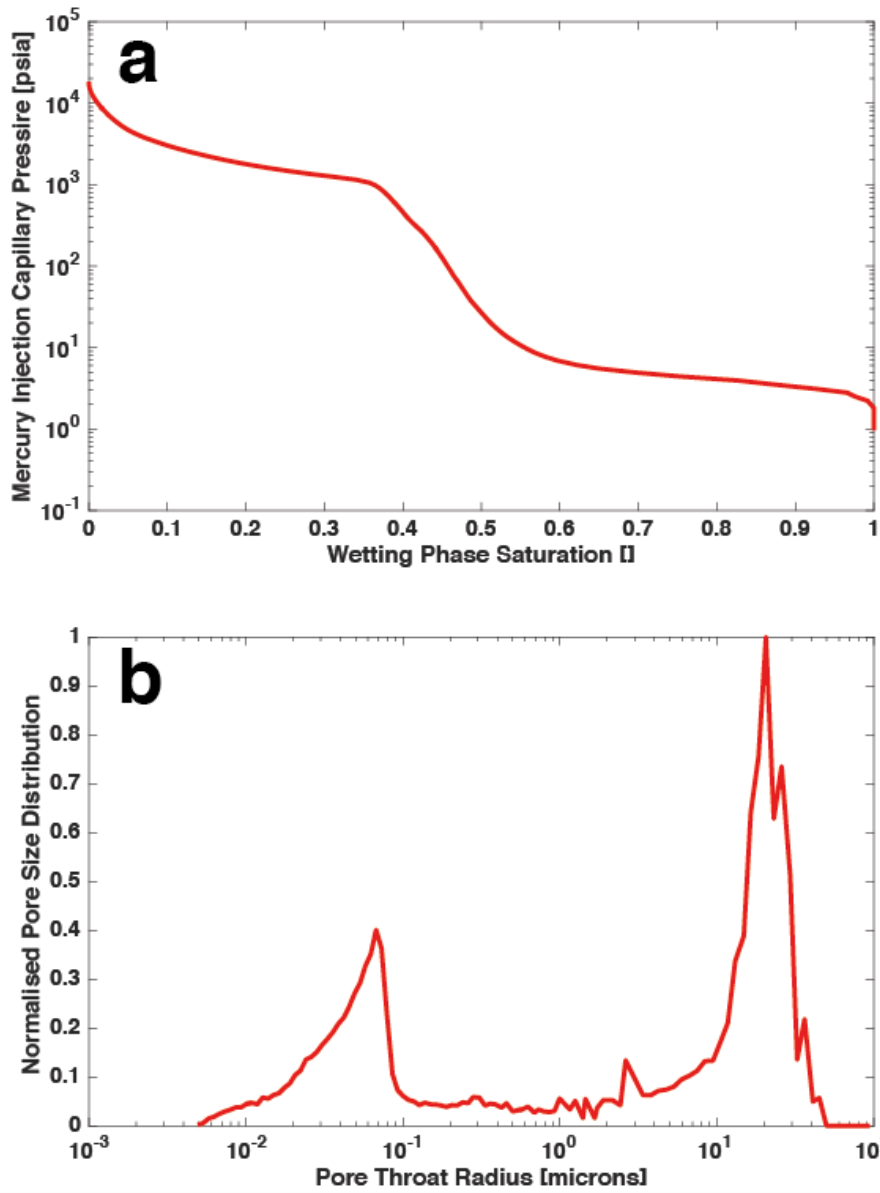 a
Mercury Injection Capillary Pressire [psia]
10^5
10^4
10^3
10^2
10^1
10^0
10^-1
0 0.1 0.2 0.3 0.4 0.5 0.6 0.7 0.8 0.9 1
Wetting Phase Saturation []
b
Normalised Pore Size Distribution
1
0.9
0.8
0.7
0.6
0.5
0.4
0.3
0.2
0.1
0
10^-3 10^-2 10^-1 10^0 10^1 10
Pore Throat Radius [microns]